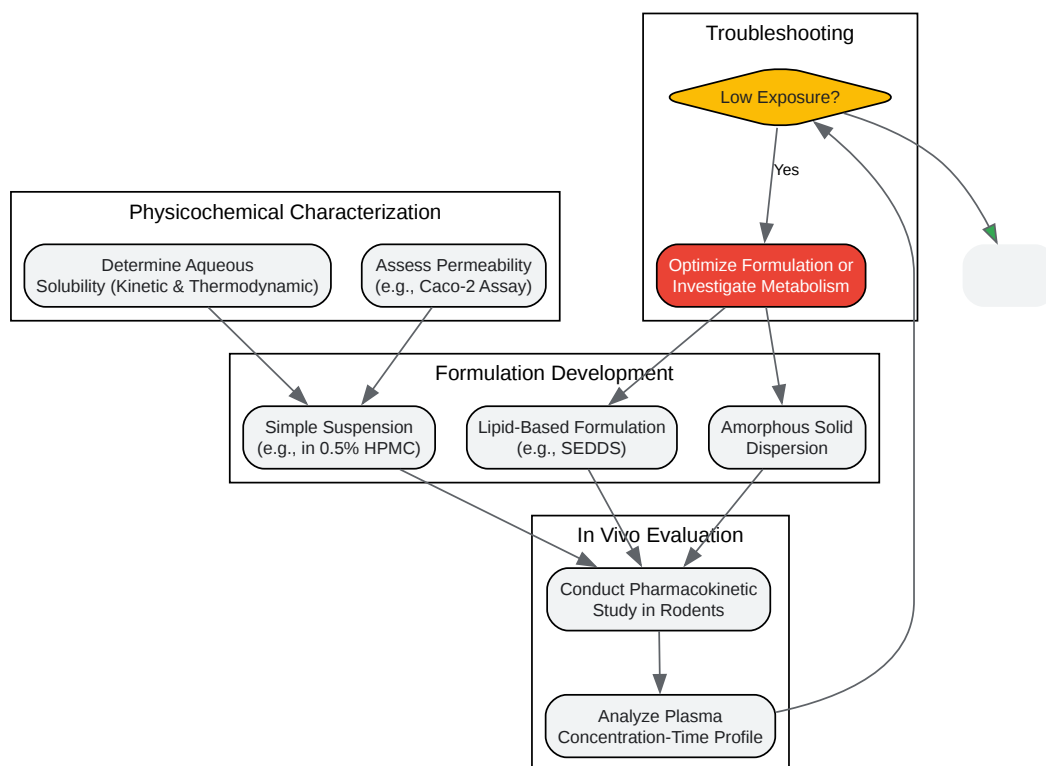 Troubleshooting
Low Exposure?
Yes
Physicochemical Characterization
Determine Aqueous
Solubility (Kinetic & Thermodynamic)
Assess Permeability
(e.g., Caco-2 Assay)
Optimize Formulation or
Investigate Metabolism
Formulation Development
Simple Suspension
(e.g., in 0.5% HPMC)
Lipid-Based Formulation
(e.g., SEDDS)
Amorphous Solid
Dispersion
In Vivo Evaluation
Conduct Pharmacokinetic
Study in Rodents
Analyze Plasma
Concentration-Time Profile